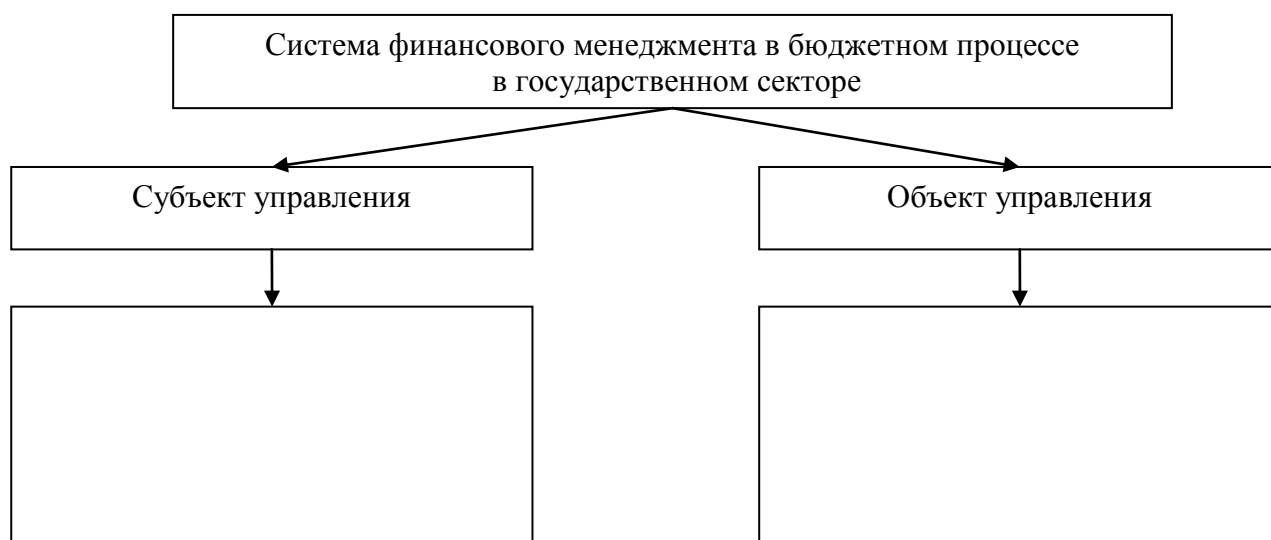 Система финансового менеджмента в бюджетном процессе
в государственном секторе
Субъект управления
Объект управления